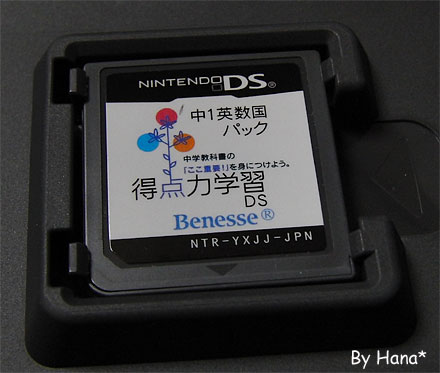 NINTENDO DS®
中1英数国
パック
中学教科書の
「ここ重要!」を身につけよう。
得点力学習
DS
Benesse®
NTR-YXJJ-JPN
By Hana*